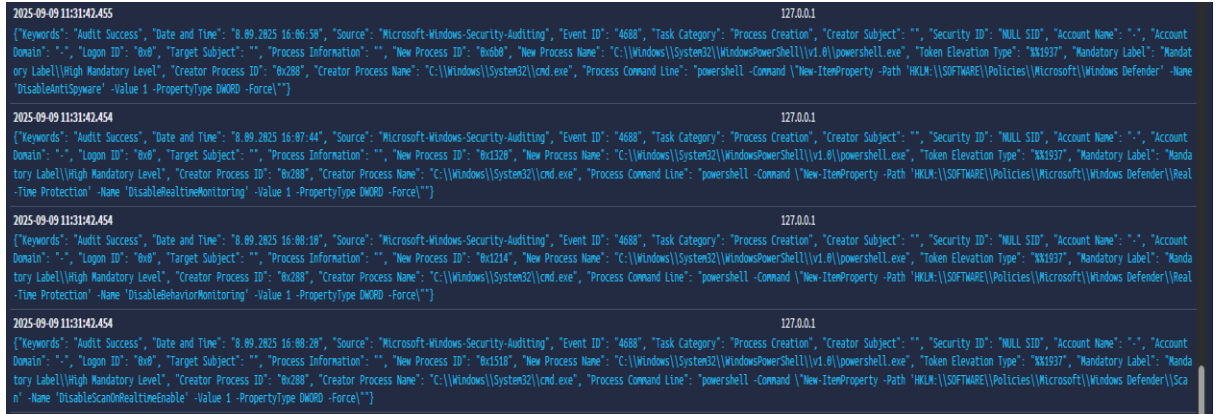 2025-09-09 11:31:42.455 127.0.0.1
{"Keywords": "Audit Success", "Date and Time": "8.09.2025 16:06:50", "Source": "Microsoft-Windows-Security-Auditing", "Event ID": "4688", "Task Category": "Process Creation", "Creator Subject": "", "Security ID": "NULL SID", "Account Name": "-", "Account
Domain": "-", "Logon ID": "0x0", "Target Subject": "", "Process Information": "", "New Process ID": "0x6b0", "New Process Name": "C:\\Windows\\System32\\WindowsPowerShell\\v1.0\\powershell.exe", "Token Elevation Type": "%%1937", "Mandatory Label": "Mandat
ory Label\\High Mandatory Level", "Creator Process ID": "0x288", "Creator Process Name": "C:\\Windows\\System32\\cmd.exe", "Process Command Line": "powershell -Command \"New-ItemProperty -Path 'HKLM:\\SOFTWARE\\Policies\\Microsoft\\Windows Defender' -Name
'DisableAntiSpyware' -Value 1 -PropertyType DWORD -Force\""}
2025-09-09 11:31:42.454 127.0.0.1
{"Keywords": "Audit Success", "Date and Time": "8.09.2025 16:07:44", "Source": "Microsoft-Windows-Security-Auditing", "Event ID": "4688", "Task Category": "Process Creation", "Creator Subject": "", "Security ID": "NULL SID", "Account Name": "-", "Account
Domain": "-", "Logon ID": "0x0", "Target Subject": "", "Process Information": "", "New Process ID": "0x1320", "New Process Name": "C:\\Windows\\System32\\WindowsPowerShell\\v1.0\\powershell.exe", "Token Elevation Type": "%%1937", "Mandatory Label": "Manda
tory Label\\High Mandatory Level", "Creator Process ID": "0x288", "Creator Process Name": "C:\\Windows\\System32\\cmd.exe", "Process Command Line": "powershell -Command \"New-ItemProperty -Path 'HKLM:\\SOFTWARE\\Policies\\Microsoft\\Windows Defender\\Real
-Time Protection' -Name 'DisableRealtimeMonitoring' -Value 1 -PropertyType DWORD -Force\""}
2025-09-09 11:31:42.454 127.0.0.1
{"Keywords": "Audit Success", "Date and Time": "8.09.2025 16:08:10", "Source": "Microsoft-Windows-Security-Auditing", "Event ID": "4688", "Task Category": "Process Creation", "Creator Subject": "", "Security ID": "NULL SID", "Account Name": "-", "Account
Domain": "-", "Logon ID": "0x0", "Target Subject": "", "Process Information": "", "New Process ID": "0x1214", "New Process Name": "C:\\Windows\\System32\\WindowsPowerShell\\v1.0\\powershell.exe", "Token Elevation Type": "%%1937", "Mandatory Label": "Manda
tory Label\\High Mandatory Level", "Creator Process ID": "0x288", "Creator Process Name": "C:\\Windows\\System32\\cmd.exe", "Process Command Line": "powershell -Command \"New-ItemProperty -Path 'HKLM:\\SOFTWARE\\Policies\\Microsoft\\Windows Defender\\Real
-Time Protection' -Name 'DisableBehaviorMonitoring' -Value 1 -PropertyType DWORD -Force\""}
2025-09-09 11:31:42.454 127.0.0.1
{"Keywords": "Audit Success", "Date and Time": "8.09.2025 16:08:20", "Source": "Microsoft-Windows-Security-Auditing", "Event ID": "4688", "Task Category": "Process Creation", "Creator Subject": "", "Security ID": "NULL SID", "Account Name": "-", "Account
Domain": "-", "Logon ID": "0x0", "Target Subject": "", "Process Information": "", "New Process ID": "0x1518", "New Process Name": "C:\\Windows\\System32\\WindowsPowerShell\\v1.0\\powershell.exe", "Token Elevation Type": "%%1937", "Mandatory Label": "Manda
tory Label\\High Mandatory Level", "Creator Process ID": "0x288", "Creator Process Name": "C:\\Windows\\System32\\cmd.exe", "Process Command Line": "powershell -Command \"New-ItemProperty -Path 'HKLM:\\SOFTWARE\\Policies\\Microsoft\\Windows Defender\\Sca
n' -Name 'DisableScanOnRealtimeEnable' -Value 1 -PropertyType DWORD -Force\""}